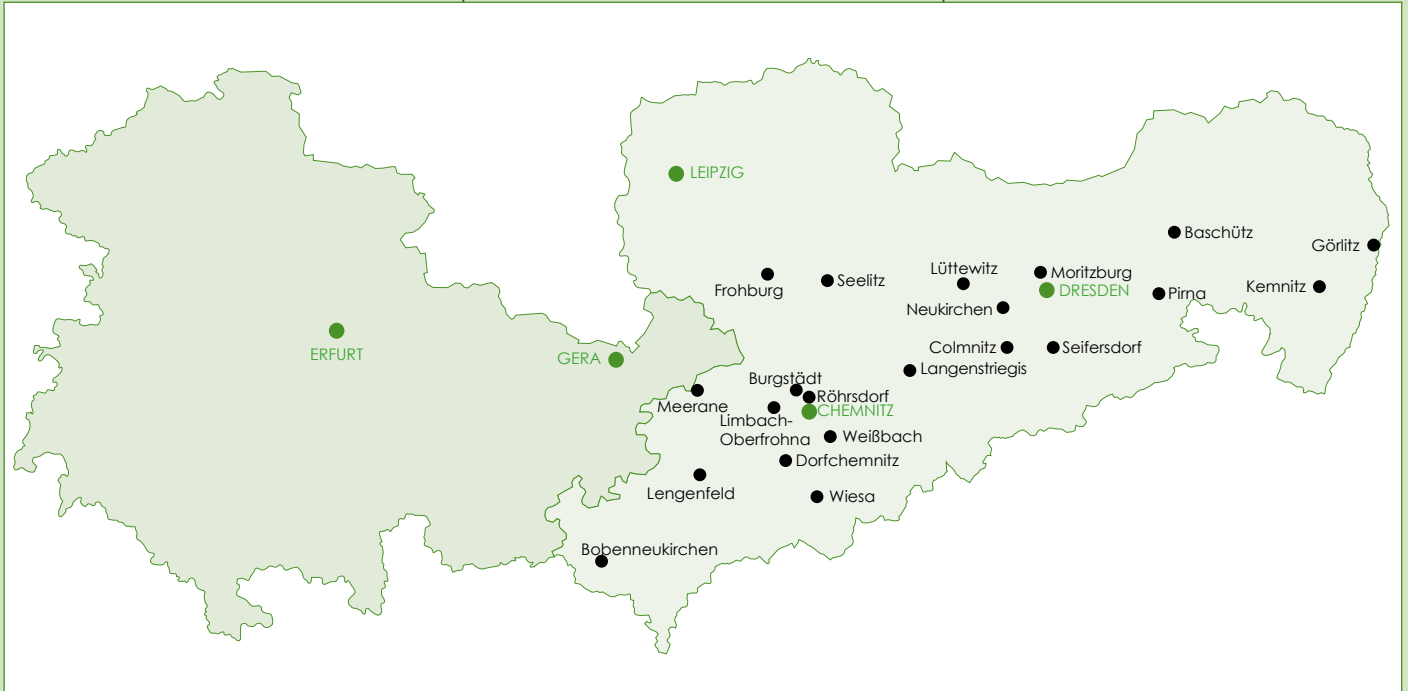 LEIPZIG
Baschütz
Görlitz
Lüttewitz
Moritzburg
Frohburg
Seelitz
DRESDEN
Pirna
Kemnitz
Neukirchen
ERFURT
GERA
Colmnitz
Seifersdorf
Langenstriegis
Burgstädt
Röhrsdorf
Meerane
CHEMNITZ
Limbach-
Oberfrohna
Weißbach
Dorfchemnitz
Lengenfeld
Wiesa
Bobenneukirchen